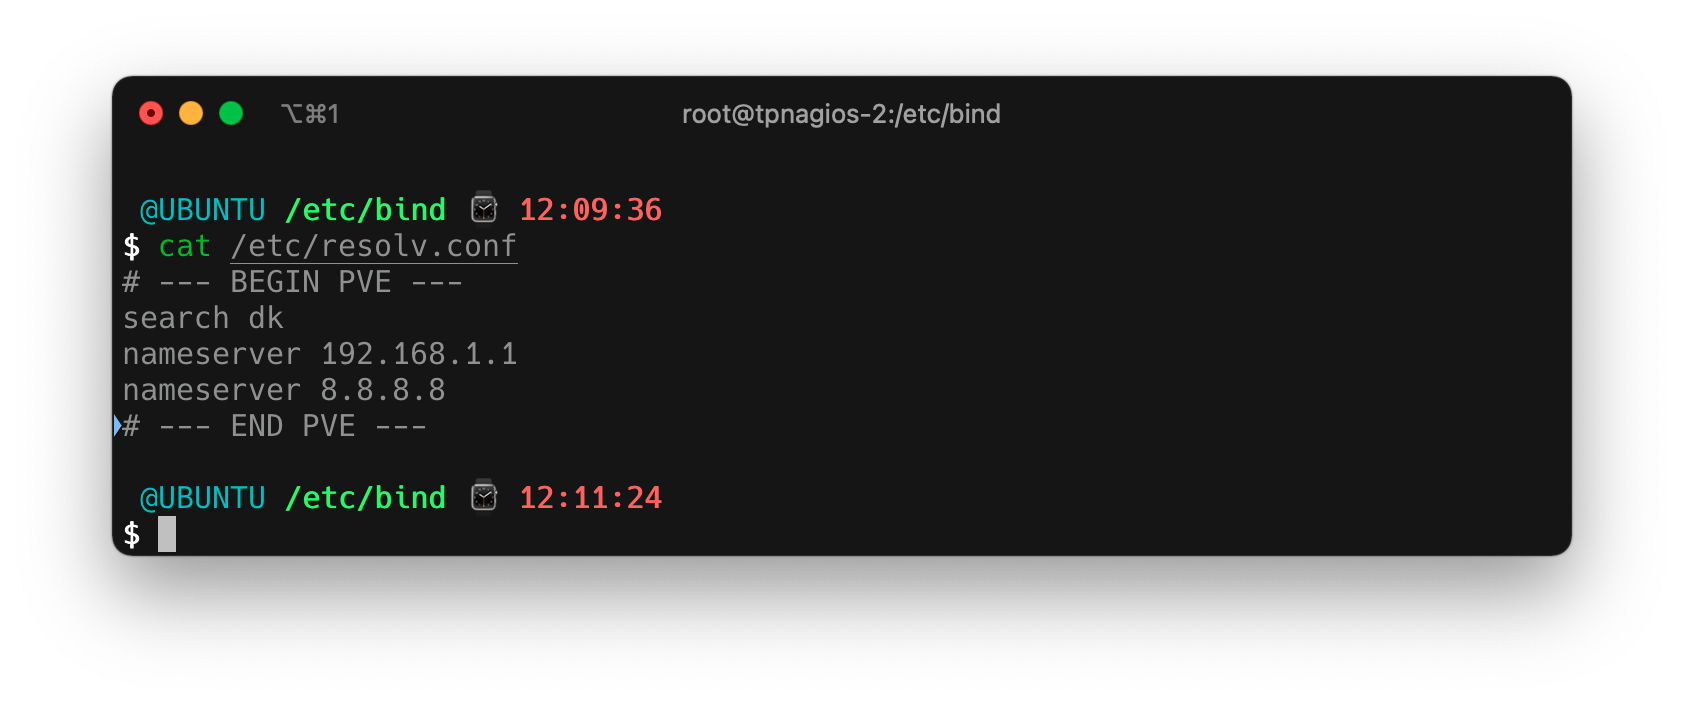 ⌥⌘1
root@tpnagios-2:/etc/bind
@UBUNTU /etc/bind ⌚ 12:09:36
$ cat /etc/resolv.conf
# --- BEGIN PVE ---
search dk
nameserver 192.168.1.1
nameserver 8.8.8.8
# --- END PVE ---
@UBUNTU /etc/bind ⌚ 12:11:24
$